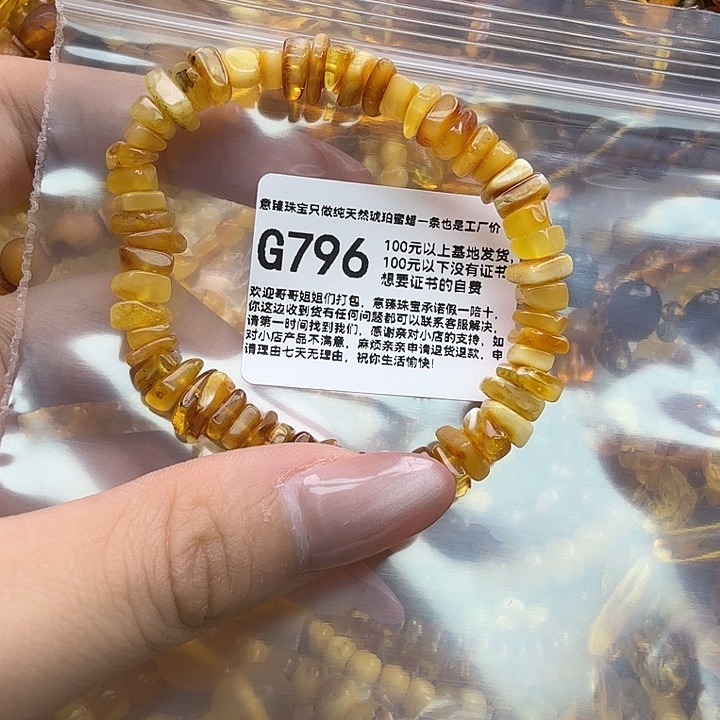 意臻珠宝只做纯天然琥珀蜜蜡一条也是工厂价
G796
100元以上基地发货,
100元以下没有证书
想要证书的自费
欢迎哥哥姐姐们打包，意臻珠宝承诺假一陪十，
你这边收到货有任何问题都可以联系客服解决，
请第一时间找到我们，感谢亲对小店的支持，如
对小店产品不满意，麻烦亲亲申请退货退款，申
请理由七天无理由，祝你生活愉快！